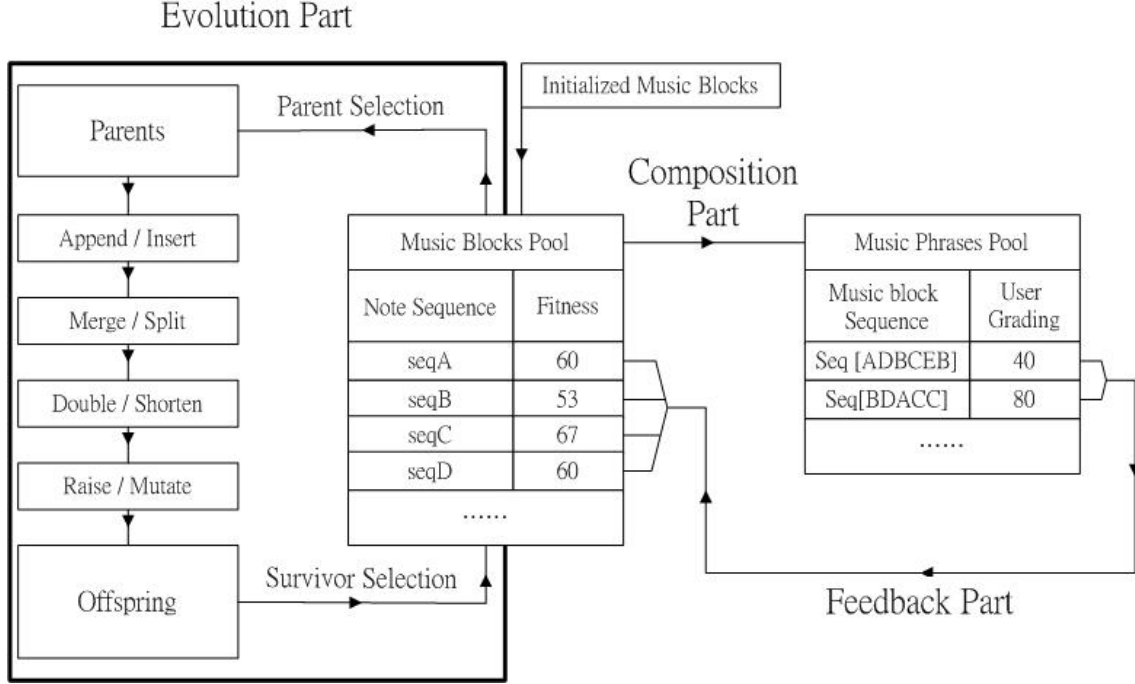 Evolution Part
Initialized Music Blocks
Parent Selection
Parents
Composition
Part
Append / Insert
Music Blocks Pool
Music Phrases Pool
Note Sequence
Fitness
Music block
Sequence
User
Grading
Merge / Split
seqA
60
Seq [ADBCEB]
40
Double / Shorten
seqB
53
Seq[BDACC]
80
seqC
67
......
seqD
60
Raise / Mutate
......
Survivor Selection
Offspring
Feedback Part